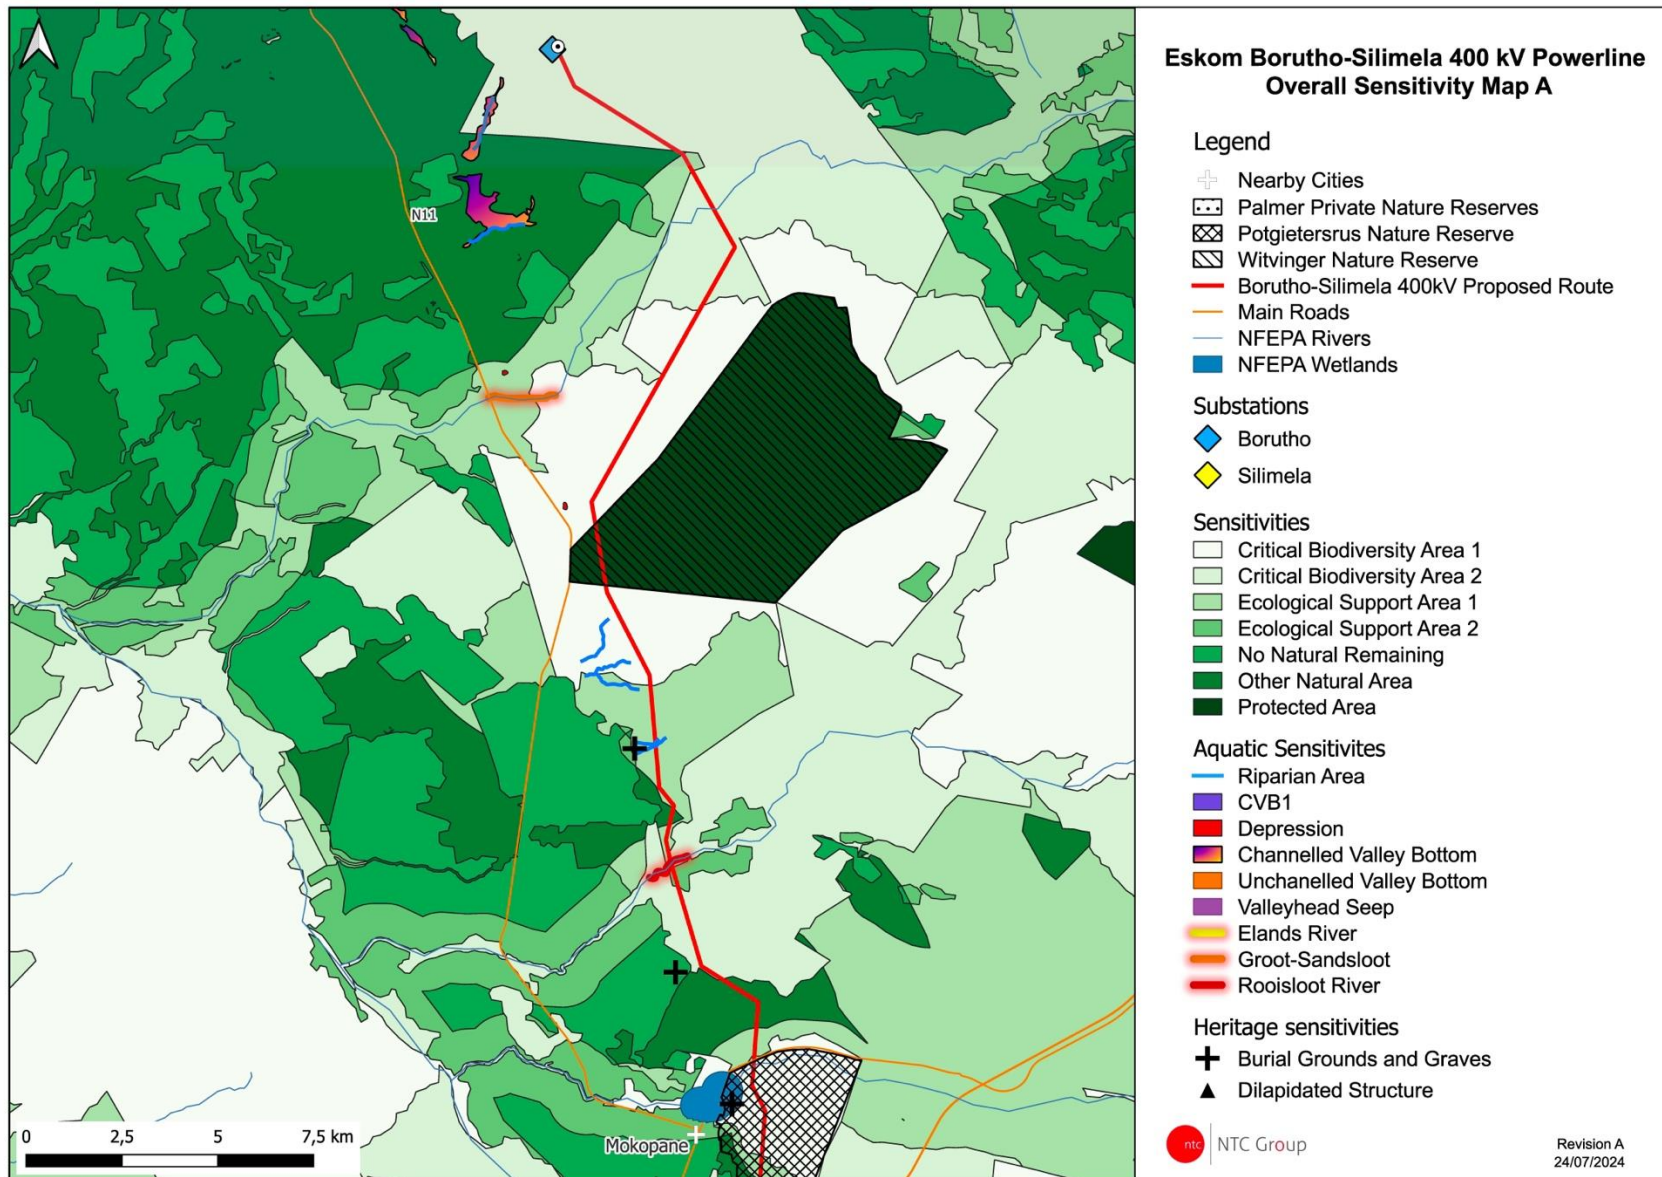 N11
Mokopane
0 2,5 5 7,5 km
Eskom Borutho-Silimela 400 kV Powerline
Overall Sensitivity Map A
Legend
Nearby Cities
Palmer Private Nature Reserves
Potgietersrus Nature Reserve
Witvinger Nature Reserve
Borutho-Silimela 400kV Proposed Route
Main Roads
NFEPA Rivers
NFEPA Wetlands
Substations
Borutho
Silimela
Sensitivities
Critical Biodiversity Area 1
Critical Biodiversity Area 2
Ecological Support Area 1
Ecological Support Area 2
No Natural Remaining
Other Natural Area
Protected Area
Aquatic Sensitivites
Riparian Area
CVB1
Depression
Channelled Valley Bottom
Unchanelled Valley Bottom
Valleyhead Seep
Elands River
Groot-Sandsloot
Rooisloot River
Heritage sensitivities
Burial Grounds and Graves
Dilapidated Structure
ntc NTC Group
Revision A
24/07/2024